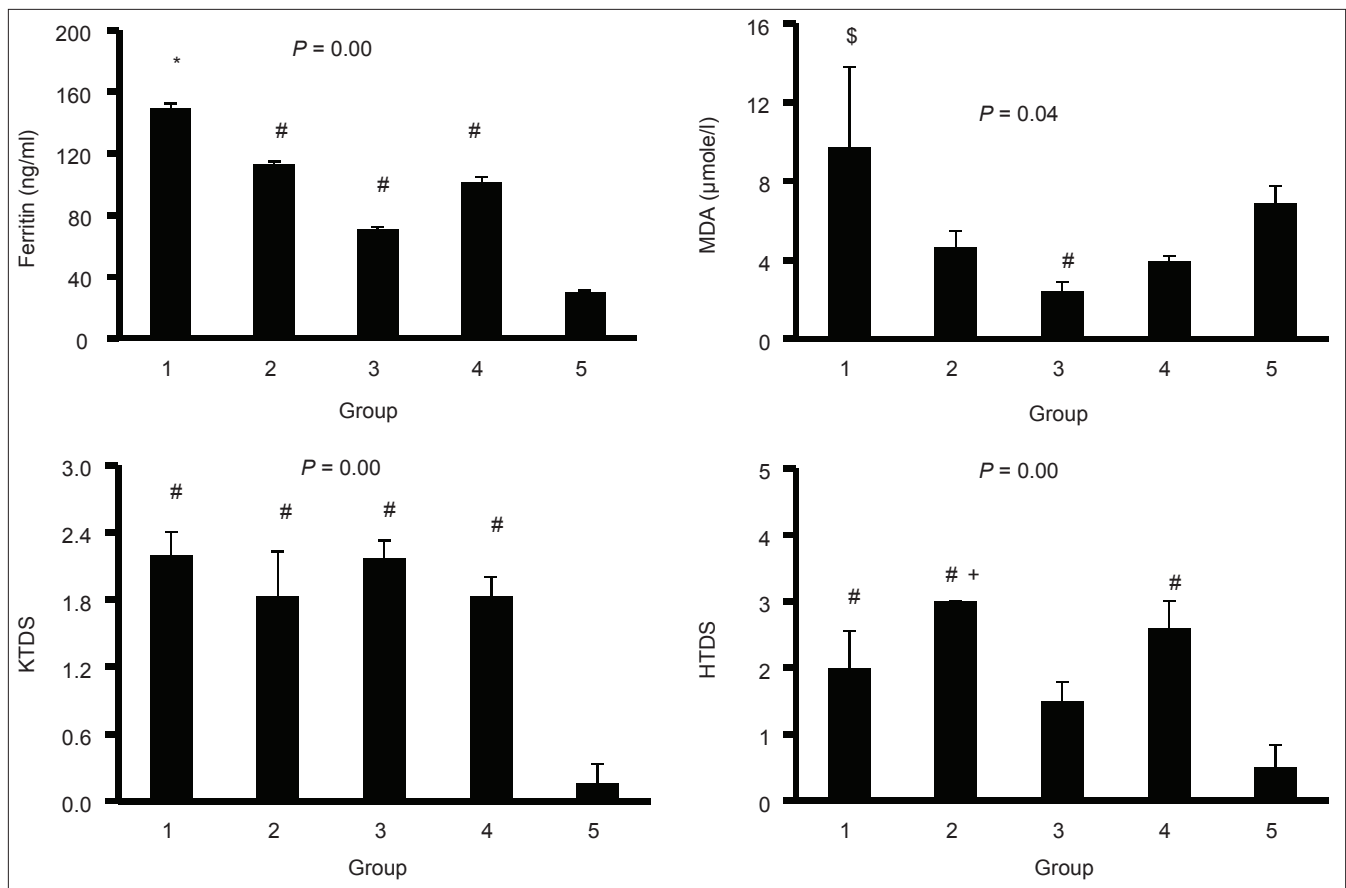 200
160
120
80
40
0
Ferritin (ng/ml)
P = 0.00
*
#
#
#
1 2 3 4 5
Group
16
12
8
4
0
MDA (µmole/l)
$
P = 0.04
#
1 2 3 4 5
Group
3.0
2.4
1.8
1.2
0.6
0.0
KTDS
P = 0.00
# # # #
1 2 3 4 5
Group
5
4
3
2
1
0
HTDS
P = 0.00
# # + #
1 2 3 4 5
Group